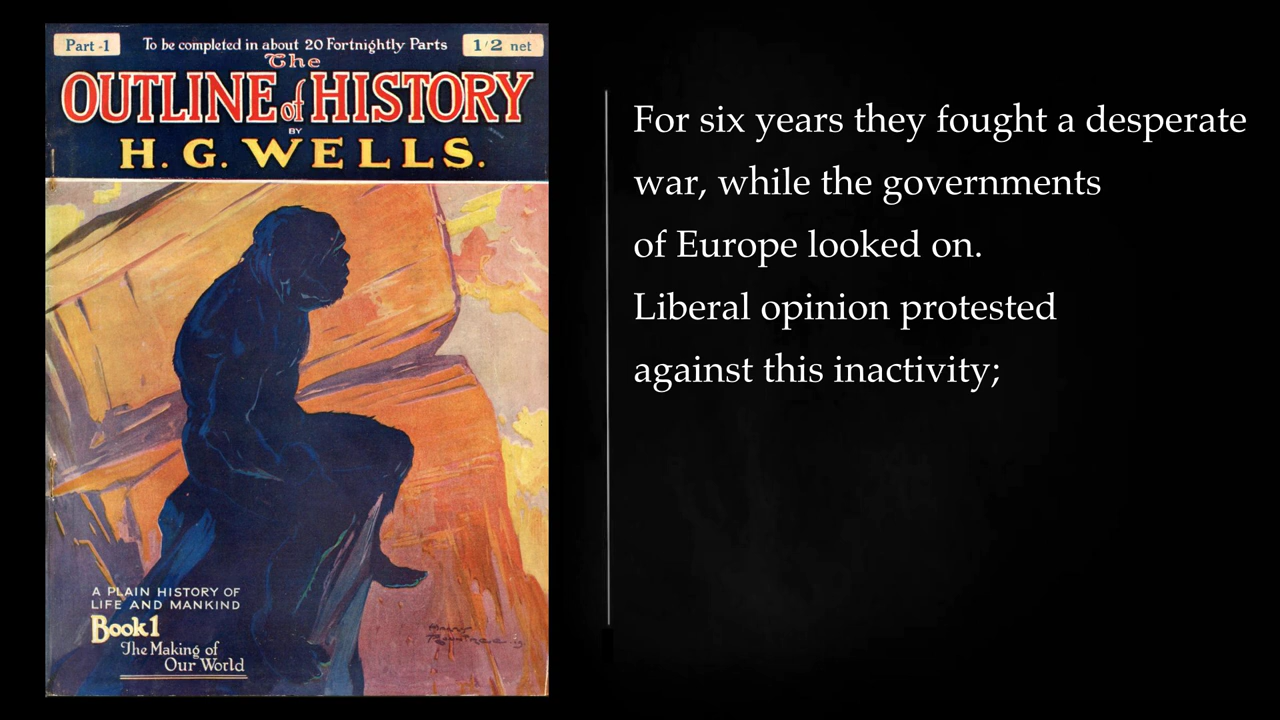 Part -1
To be completed in about 20 Fortnightly Parts
1/2 net
The
OUTLINE of HISTORY
BY
H. G. WELLS.
A PLAIN HISTORY OF
LIFE AND MANKIND
Book 1
The Making of
Our World
For six years they fought a desperate
war, while the governments
of Europe looked on.
Liberal opinion protested
against this inactivity;